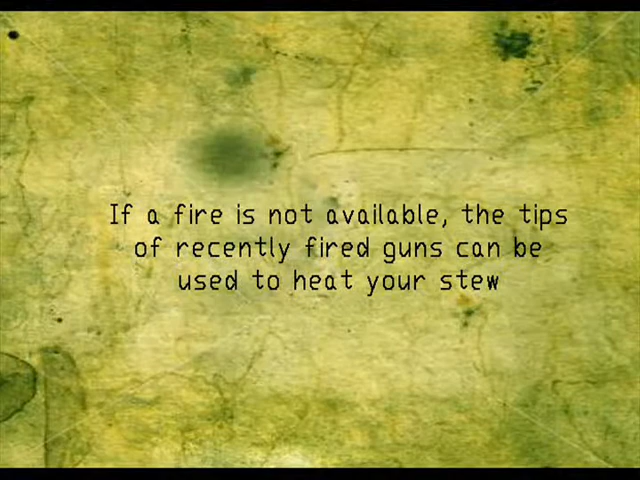 If a fire is not available, the tips
of recently fired guns can be
used to heat your stew